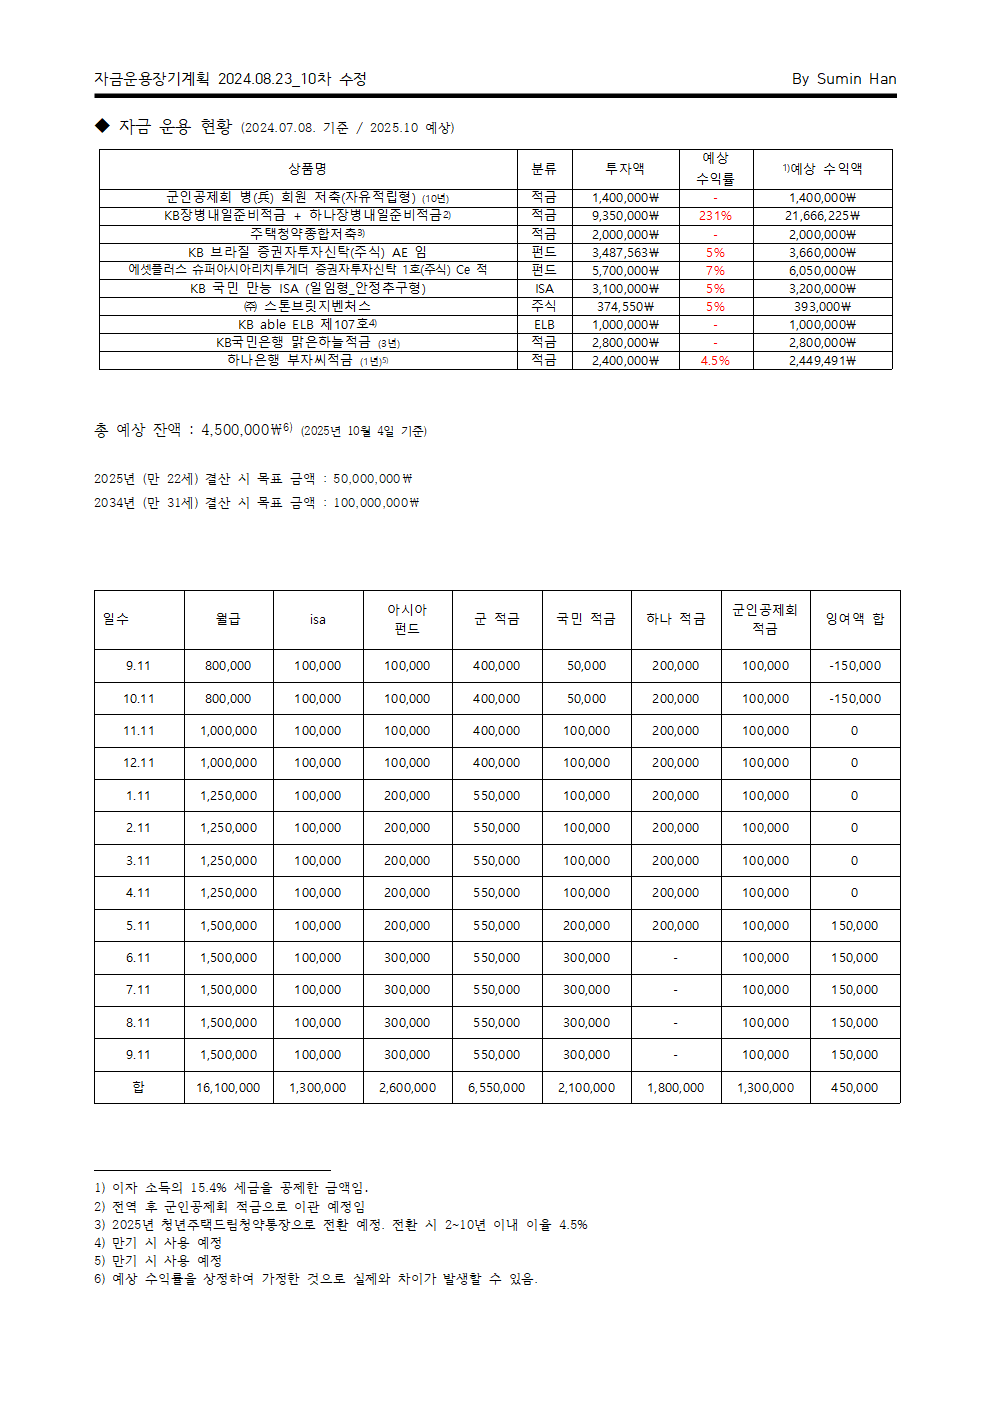 자금운용장기계획 2024.08.23_10차 수정 By Sumin Han
◆ 자금 운용 현황 (2024.07.08. 기준 / 2025.10 예상)
상품명 분류 투자액 예상 수익률 1)예상 수익액
군인공제회 병(兵) 회원 저축(자유적립형) (10년) 적금 1,400,000₩ - 1,400,000₩
KB장병내일준비적금 + 하나장병내일준비적금2) 적금 9,350,000₩ 231% 21,666,225₩
주택청약종합저축3) 적금 2,000,000₩ - 2,000,000₩
KB 브라질 증권자투자신탁(주식) AE 임 펀드 3,487,563₩ 5% 3,660,000₩
에셋플러스 슈퍼아시아리치투게더 증권자투자신탁 1호(주식) Ce 적 펀드 5,700,000₩ 7% 6,050,000₩
KB 국민 만능 ISA (일임형_안정추구형) ISA 3,100,000₩ 5% 3,200,000₩
㈜ 스톤브릿지벤처스 주식 374,550₩ 5% 393,000₩
KB able ELB 제107호4) ELB 1,000,000₩ - 1,000,000₩
KB국민은행 맑은하늘적금 (3년) 적금 2,800,000₩ - 2,800,000₩
하나은행 부자씨적금 (1년)5) 적금 2,400,000₩ 4.5% 2,449,491₩
총 예상 잔액 : 4,500,000₩6) (2025년 10월 4일 기준)
2025년 (만 22세) 결산 시 목표 금액 : 50,000,000₩
2034년 (만 31세) 결산 시 목표 금액 : 100,000,000₩
일수 월급 isa 아시아 펀드 군 적금 국민 적금 하나 적금 군인공제회 적금 잉여액 합
9.11 800,000 100,000 100,000 400,000 50,000 200,000 100,000 -150,000
10.11 800,000 100,000 100,000 400,000 50,000 200,000 100,000 -150,000
11.11 1,000,000 100,000 100,000 400,000 100,000 200,000 100,000 0
12.11 1,000,000 100,000 100,000 400,000 100,000 200,000 100,000 0
1.11 1,250,000 100,000 200,000 550,000 100,000 200,000 100,000 0
2.11 1,250,000 100,000 200,000 550,000 100,000 200,000 100,000 0
3.11 1,250,000 100,000 200,000 550,000 100,000 200,000 100,000 0
4.11 1,250,000 100,000 200,000 550,000 100,000 200,000 100,000 0
5.11 1,500,000 100,000 200,000 550,000 200,000 200,000 100,000 150,000
6.11 1,500,000 100,000 300,000 550,000 300,000 - 100,000 150,000
7.11 1,500,000 100,000 300,000 550,000 300,000 - 100,000 150,000
8.11 1,500,000 100,000 300,000 550,000 300,000 - 100,000 150,000
9.11 1,500,000 100,000 300,000 550,000 300,000 - 100,000 150,000
합 16,100,000 1,300,000 2,600,000 6,550,000 2,100,000 1,800,000 1,300,000 450,000
1) 이자 소득의 15.4% 세금을 공제한 금액임.
2) 전역 후 군인공제회 적금으로 이관 예정임
3) 2025년 청년주택드림청약통장으로 전환 예정. 전환 시 2~10년 이내 이율 4.5%
4) 만기 시 사용 예정
5) 만기 시 사용 예정
6) 예상 수익률을 상정하여 가정한 것으로 실제와 차이가 발생할 수 있음.